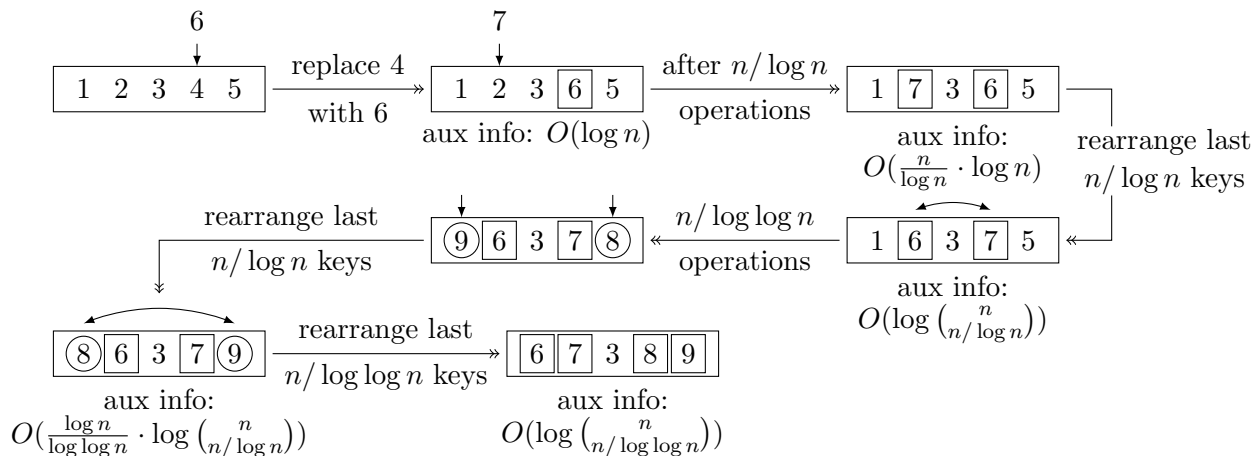 6
1 2 3 4 5
replace 4
with 6
7
1 2 3 6 5
aux info: O(log n)
after n/ log n
operations
1 7 3 6 5
aux info:
O(n/log n · log n)
rearrange last
n/ log n keys
1 6 3 7 5
aux info:
O(log (n n/ log n))
n/ log log n
operations
9 6 3 7 8
rearrange last
n/ log n keys
8 6 3 7 9
aux info:
O(log n/log log n · log (n n/ log n))
rearrange last
n/ log log n keys
6 7 3 8 9
aux info:
O(log (n n/ log log n))